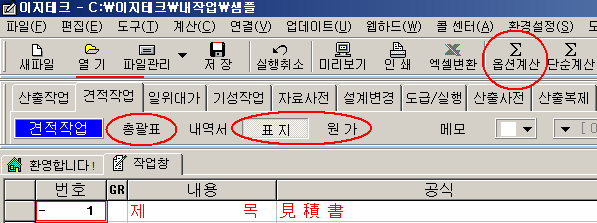 이지테크 - C:\이지테크\내작업\샘플
파일(F) 편집(E) 도구(T) 계산(C) 연결(V) 업데이트(U) 웹하드(W) 콜 센터(A) 환경설정(S)
새파일 열 기 파일관리 저 장 실행취소 미리보기 인 쇄 엑셀변환 옵션계산 단순계산
산출작업 견적작업 일위대가 기성작업 자료사전 설계변경 도급/실행 산출사전 산출복제
견적작업 총괄표 내역서 표 지 원 가 메모 [ 0
환영합니다! 작업창
번호 GR 내용 공식
- 1 제 목 見 積 書